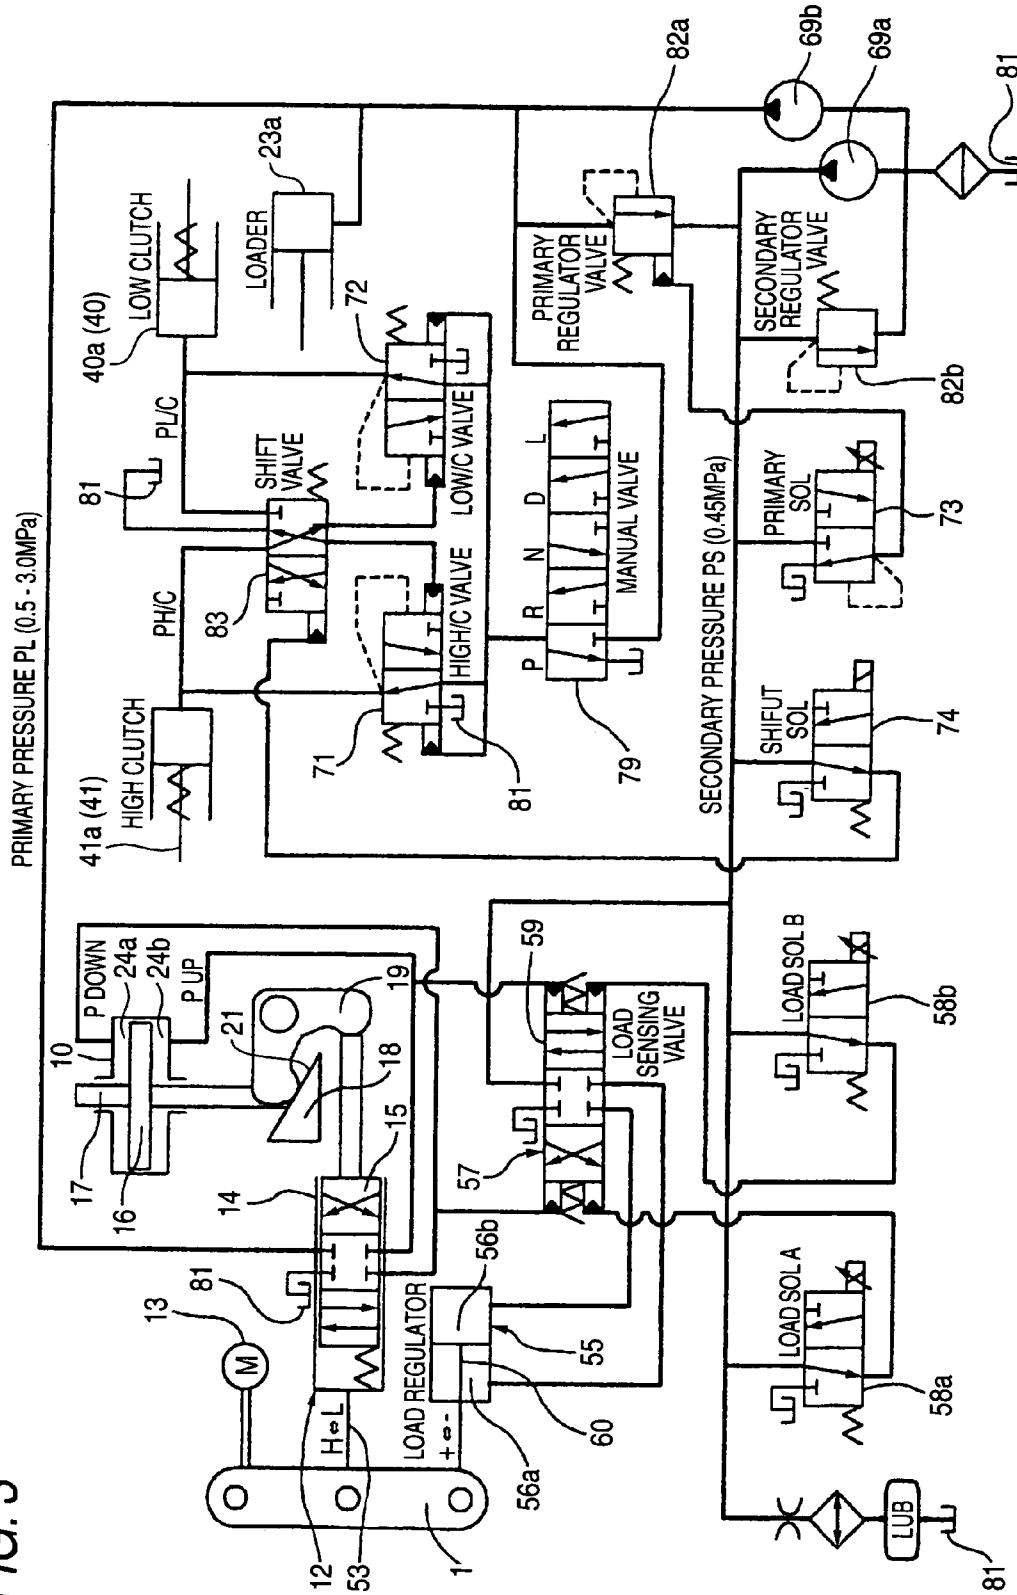 FIG. 5
PRIMARY PRESSURE PL (0.5 - 3.0MPa)
P DOWN
24a
24b
P UP
10
17
16
21
19
18
15
14
81
13
M
12
H⇔L
53
1
LOAD REGULATOR
+⇔-
56a
56b
55
60
57
59
LOAD
SENSING
VALVE
41a (41)
HIGH CLUTCH
PH/C
81
PL/C
40a (40)
LOW CLUTCH
LOADER
23a
83
SHIFT
VALVE
71
HIGH/C VALVE
81
LOW/C VALVE
72
79
P
R
N
D
L
MANUAL VALVE
PRIMARY
REGULATOR
VALVE
82a
69b
69a
81
SECONDARY
REGULATOR
VALVE
82b
SECONDARY PRESSURE PS (0.45MPa)
LOAD SOL A
58a
LOAD SOL B
58b
SHIFUT
SOL
74
PRIMARY
SOL
73
LUB
81